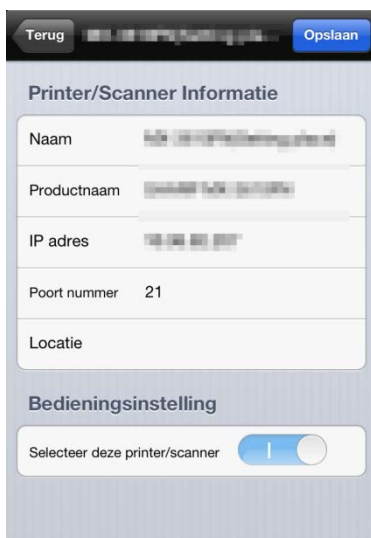 Terug Opslaan
Printer/Scanner Informatie
Naam
Productnaam
IP adres
Poort nummer 21
Locatie
Bedieningsinstelling
Selecteer deze printer/scanner